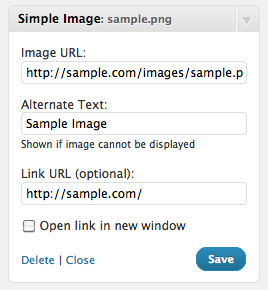 Simple Image: sample.png
Image URL:
http://sample.com/images/sample.p
Alternate Text:
Sample Image
Shown if image cannot be displayed
Link URL (optional):
http://sample.com/
Open link in new window
Delete | Close
Save